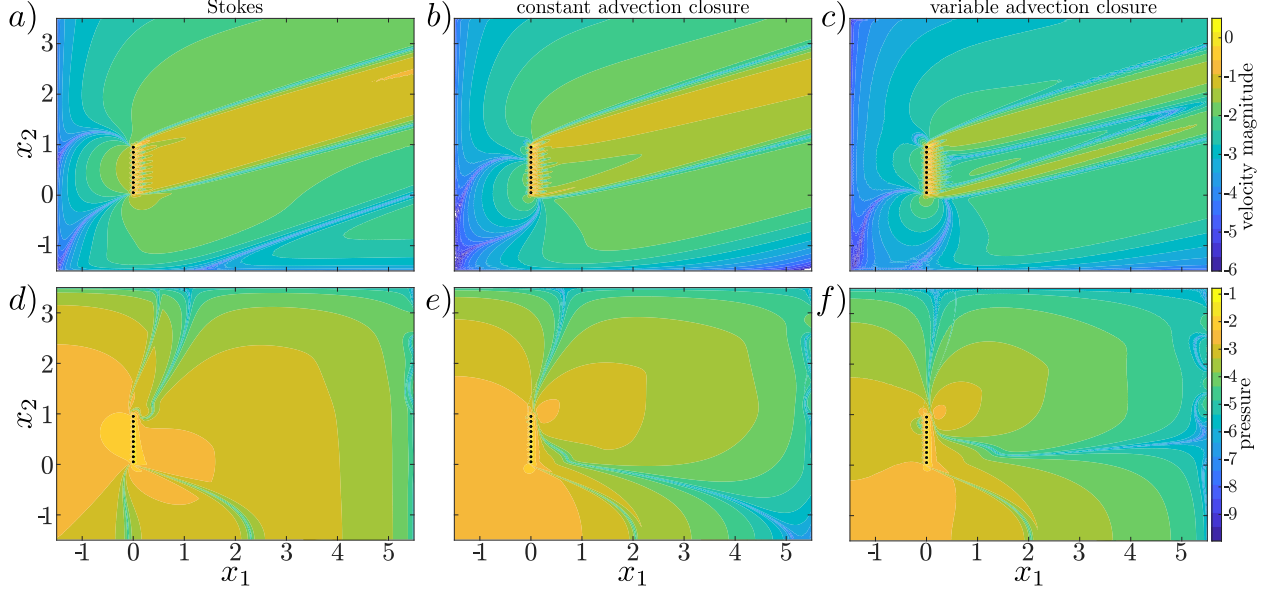 a) Stokes b) constant advection closure c) variable advection closure
3 0
2 -1
x₂ 1 -2
0 -3
-1 -4
-5
-6
velocity magnitude
d) e) f)
3 -1
2 -2
x₂ 1 -3
0 -4
-1 -5
-6
-7
-8
-9
pressure
-1 0 1 2 3 4 5 -1 0 1 2 3 4 5 -1 0 1 2 3 4 5
x₁ x₁ x₁